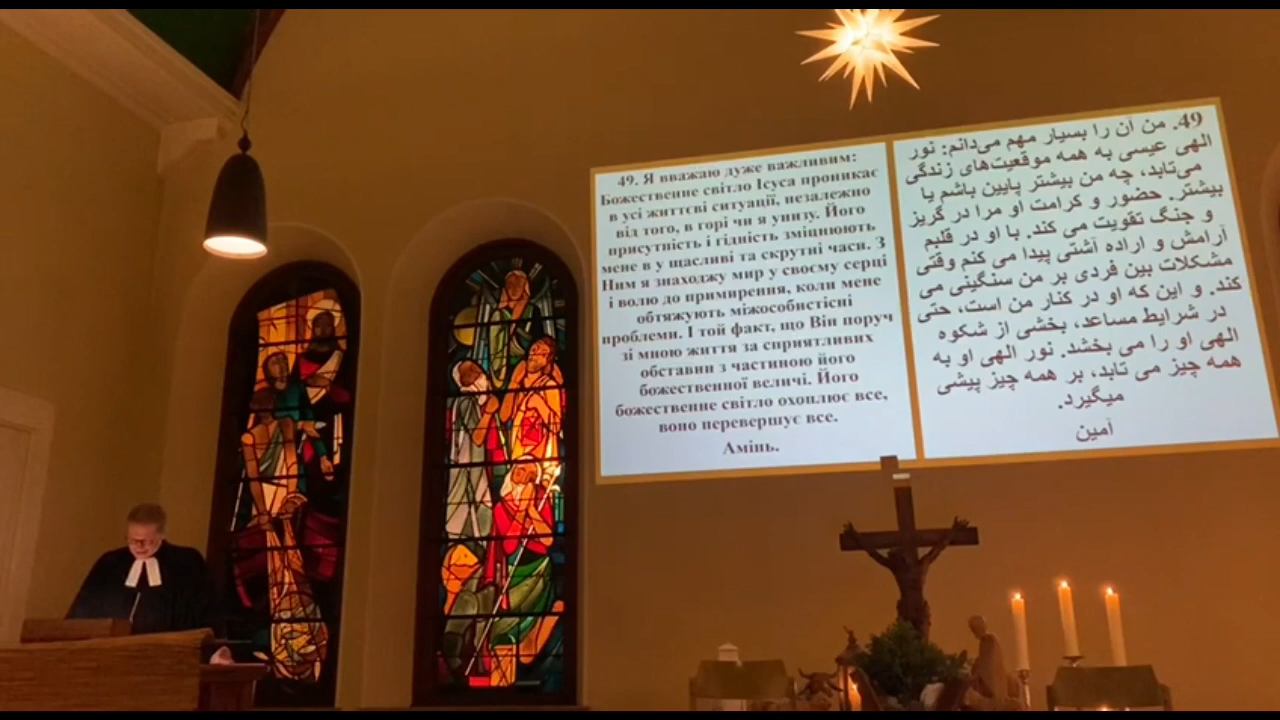 49. Я вважаю дуже важливим:
Божественне світло Ісуса проникає
в усі життєві ситуації, незалежно
від того, в горі чи я унизу. Його
присутність і гідність зміцнюють
мене в у щасливі та скрутні часи. З
Ним я знаходжу мир у своєму серці
і волю до примирення, коли мене
обтяжують міжособистісні
проблеми. І той факт, що Він поруч
зі мною життя за сприятливих
обставин з частиною його
божественної величі. Його
божественне світло охоплює все,
воно перевершує все.
Амінь.
49. من آن را بسیار مهم می‌دانم: نور
الهی عیسی به همه موقعیت‌های زندگی
می‌تابد، چه من بیشتر پایین باشم یا
بیشتر. حضور و کرامت او مرا در گریز
و جنگ تقویت می کند. با او در قلبم
آرامش و اراده آشتی پیدا می کنم وقتی
مشکلات بین فردی بر من سنگینی می
کند. و این که او در کنار من است، حتی
در شرایط مساعد، بخشی از شکوه
الهی او را می بخشد. نور الهی او به
همه چیز می تابد، بر همه چیز پیشی
میگیرد.
آمین